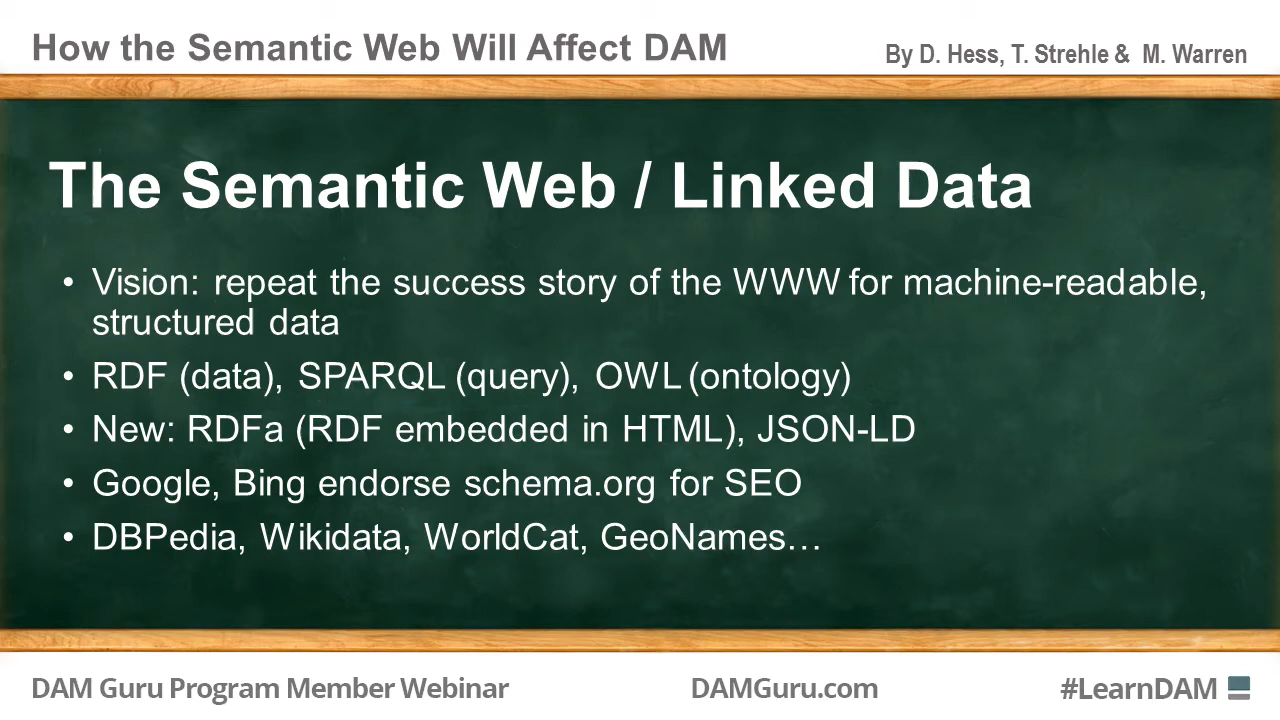 How the Semantic Web Will Affect DAM
By D. Hess, T. Strehle & M. Warren
The Semantic Web / Linked Data
• Vision: repeat the success story of the WWW for machine-readable,
structured data
• RDF (data), SPARQL (query), OWL (ontology)
• New: RDFa (RDF embedded in HTML), JSON-LD
• Google, Bing endorse schema.org for SEO
• DBPedia, Wikidata, WorldCat, GeoNames…
DAM Guru Program Member Webinar
DAMGuru.com
#LearnDAM